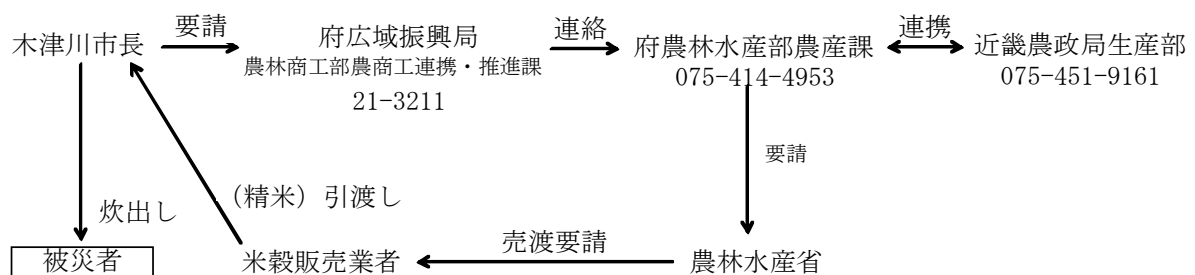 木津川市長
要請
府広域振興局
農林商工部農商工連携・推進課
21-3211
連絡
府農林水産部農産課
075-414-4953
連携
近畿農政局生産部
075-451-9161
要請
（精米）引渡し
炊出し
被災者
米穀販売業者
売渡要請
農林水産省